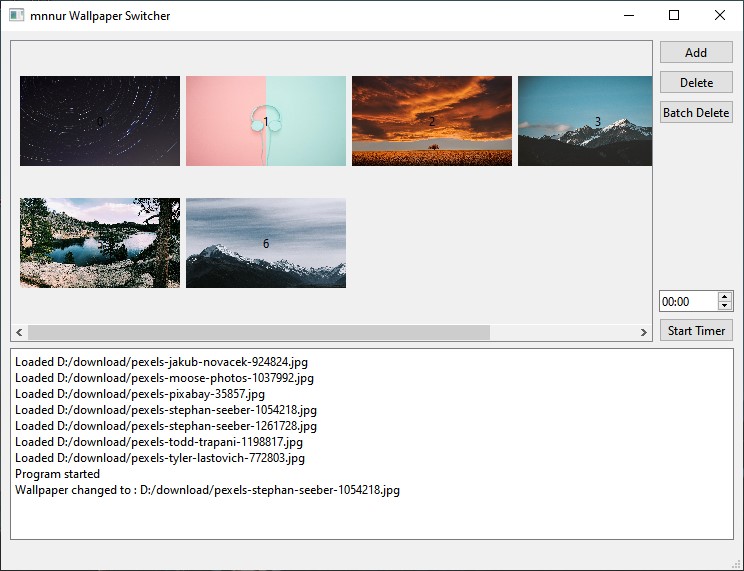 mnnur Wallpaper Switcher
Add
Delete
Batch Delete
0
1
2
3
6
00:00
Start Timer
Loaded D:/download/pexels-jakub-novacek-924824.jpg
Loaded D:/download/pexels-moose-photos-1037992.jpg
Loaded D:/download/pexels-pixabay-35857.jpg
Loaded D:/download/pexels-stephan-seeber-1054218.jpg
Loaded D:/download/pexels-stephan-seeber-1261728.jpg
Loaded D:/download/pexels-todd-trapani-1198817.jpg
Loaded D:/download/pexels-tyler-lastovich-772803.jpg
Program started
Wallpaper changed to : D:/download/pexels-stephan-seeber-1054218.jpg